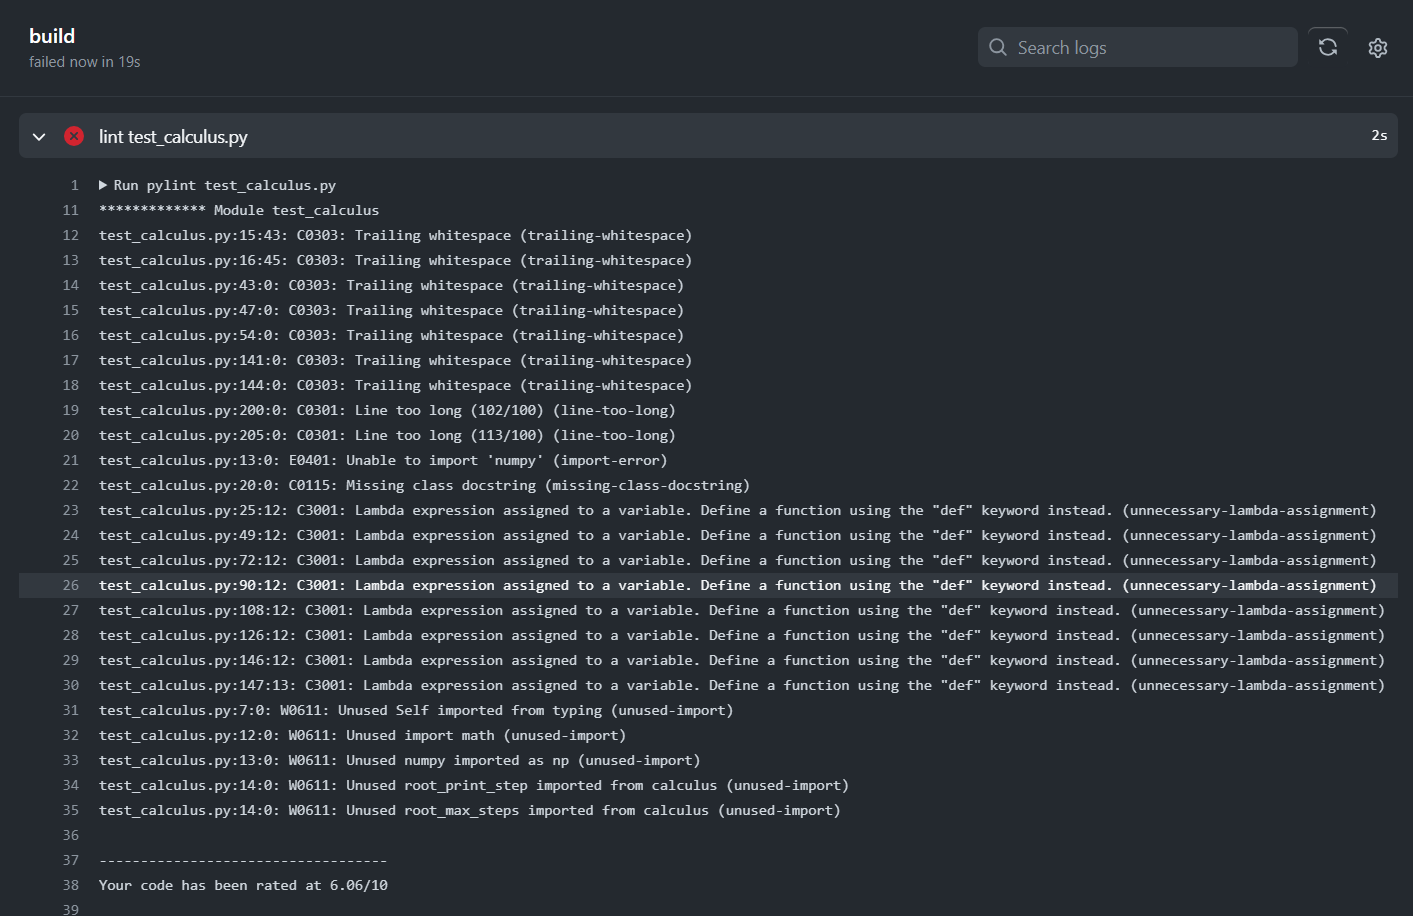 build
failed now in 19s
Search logs
lint test_calculus.py
2s
1 Run pylint test_calculus.py
11 ************* Module test_calculus
12 test_calculus.py:15:43: C0303: Trailing whitespace (trailing-whitespace)
13 test_calculus.py:16:45: C0303: Trailing whitespace (trailing-whitespace)
14 test_calculus.py:43:0: C0303: Trailing whitespace (trailing-whitespace)
15 test_calculus.py:47:0: C0303: Trailing whitespace (trailing-whitespace)
16 test_calculus.py:54:0: C0303: Trailing whitespace (trailing-whitespace)
17 test_calculus.py:141:0: C0303: Trailing whitespace (trailing-whitespace)
18 test_calculus.py:144:0: C0303: Trailing whitespace (trailing-whitespace)
19 test_calculus.py:200:0: C0301: Line too long (102/100) (line-too-long)
20 test_calculus.py:205:0: C0301: Line too long (113/100) (line-too-long)
21 test_calculus.py:13:0: E0401: Unable to import 'numpy' (import-error)
22 test_calculus.py:20:0: C0115: Missing class docstring (missing-class-docstring)
23 test_calculus.py:25:12: C3001: Lambda expression assigned to a variable. Define a function using the "def" keyword instead. (unnecessary-lambda-assignment)
24 test_calculus.py:49:12: C3001: Lambda expression assigned to a variable. Define a function using the "def" keyword instead. (unnecessary-lambda-assignment)
25 test_calculus.py:72:12: C3001: Lambda expression assigned to a variable. Define a function using the "def" keyword instead. (unnecessary-lambda-assignment)
26 test_calculus.py:90:12: C3001: Lambda expression assigned to a variable. Define a function using the "def" keyword instead. (unnecessary-lambda-assignment)
27 test_calculus.py:108:12: C3001: Lambda expression assigned to a variable. Define a function using the "def" keyword instead. (unnecessary-lambda-assignment)
28 test_calculus.py:126:12: C3001: Lambda expression assigned to a variable. Define a function using the "def" keyword instead. (unnecessary-lambda-assignment)
29 test_calculus.py:146:12: C3001: Lambda expression assigned to a variable. Define a function using the "def" keyword instead. (unnecessary-lambda-assignment)
30 test_calculus.py:147:13: C3001: Lambda expression assigned to a variable. Define a function using the "def" keyword instead. (unnecessary-lambda-assignment)
31 test_calculus.py:7:0: W0611: Unused Self imported from typing (unused-import)
32 test_calculus.py:12:0: W0611: Unused import math (unused-import)
33 test_calculus.py:13:0: W0611: Unused numpy imported as np (unused-import)
34 test_calculus.py:14:0: W0611: Unused root_print_step imported from calculus (unused-import)
35 test_calculus.py:14:0: W0611: Unused root_max_steps imported from calculus (unused-import)
36
37 -----------------------------------
38 Your code has been rated at 6.06/10
39